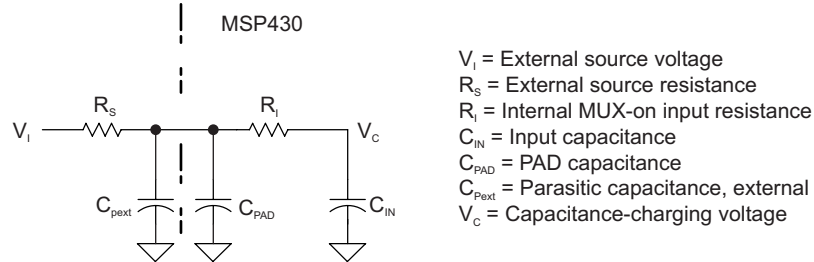 MSP430
V_I = External source voltage
R_S = External source resistance
R_I = Internal MUX-on input resistance
C_IN = Input capacitance
C_PAD = PAD capacitance
C_Pext = Parasitic capacitance, external
V_C = Capacitance-charging voltage
R_S
R_I
V_I
V_C
C_pext
C_PAD
C_IN